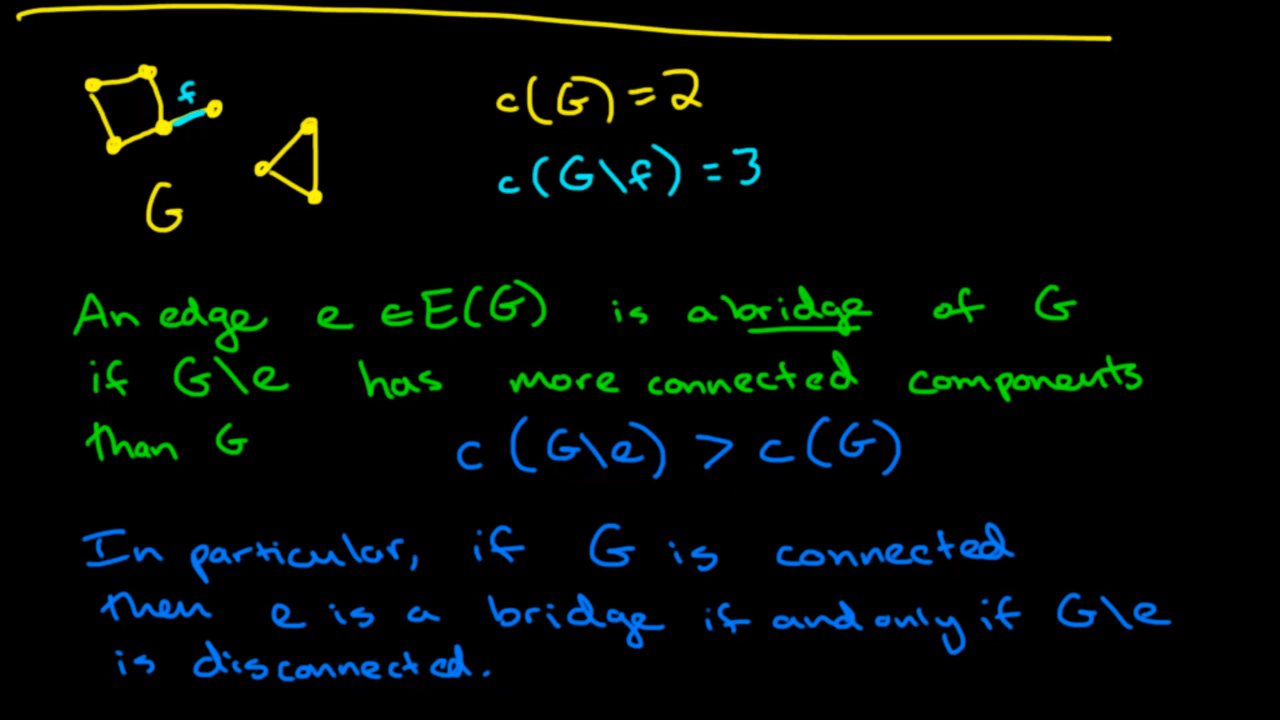 f
c(G)=2
c(G\f)=3
G
An edge e ∈ E(G) is a bridge of G
if G\e has more connected components
than G c(G\e) > c(G)
In particular, if G is connected
then e is a bridge if and only if G\e
is disconnected.